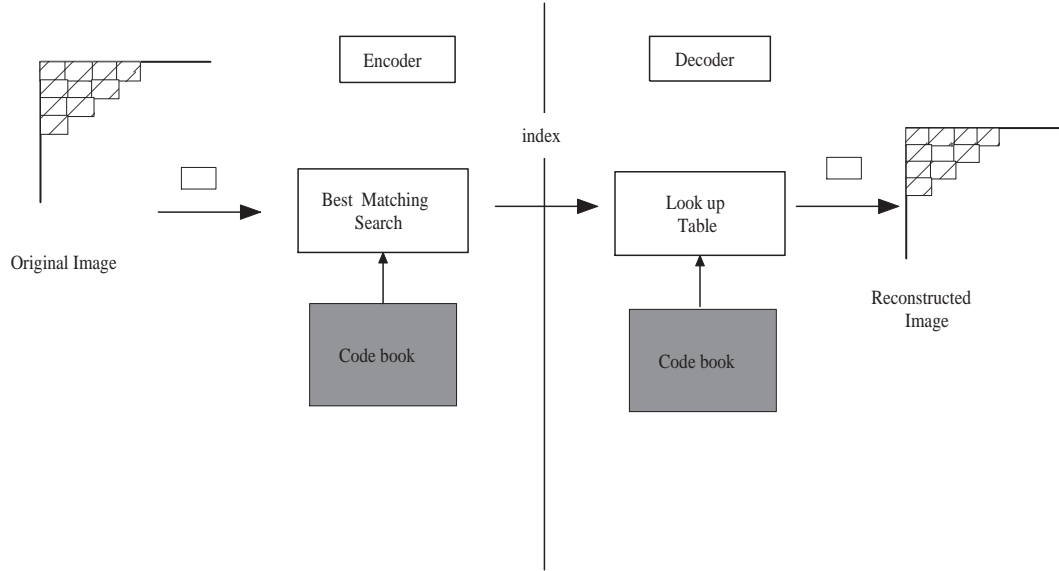 Encoder
Decoder
index
Best Matching
Search
Look up
Table
Original Image
Reconstructed
Image
Code book
Code book